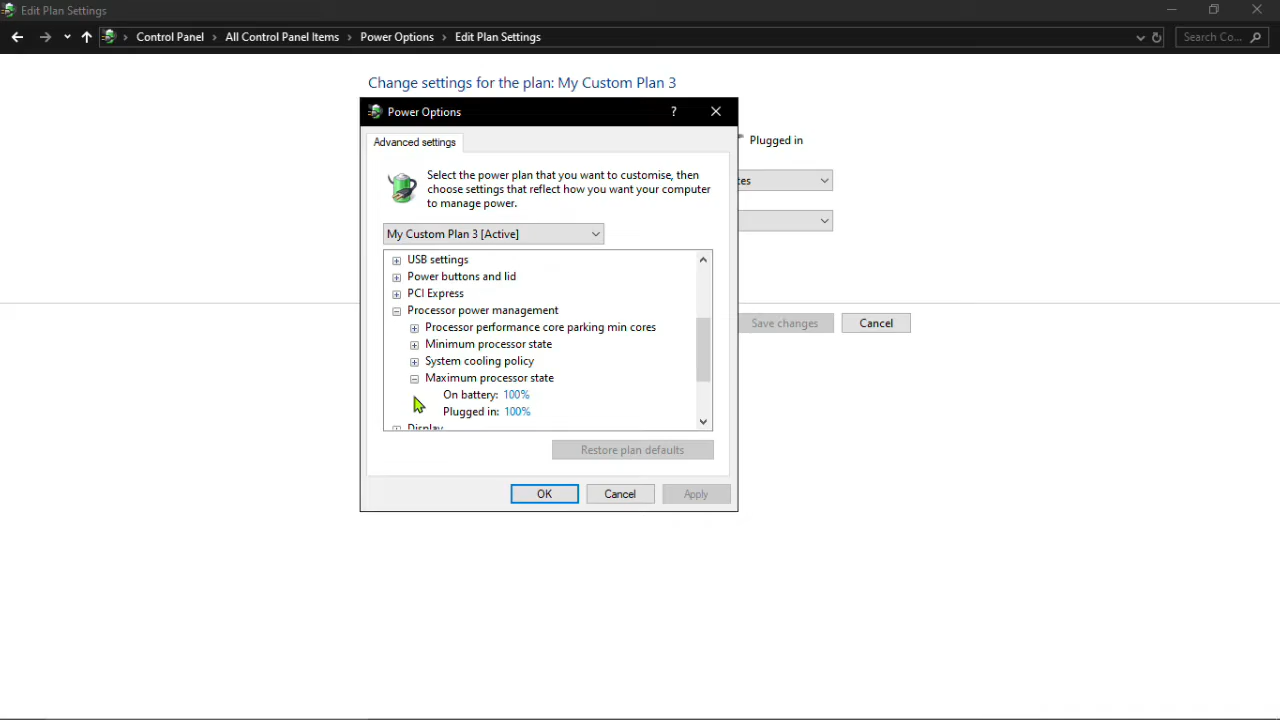 Edit Plan Settings
Control Panel > All Control Panel Items > Power Options > Edit Plan Settings
Search Co...
Change settings for the plan: My Custom Plan 3
Power Options
?
Advanced settings
Plugged in
Select the power plan that you want to customise, then
choose settings that reflect how you want your computer
to manage power.
tes
My Custom Plan 3 [Active]
USB settings
Power buttons and lid
PCI Express
Processor power management
Processor performance core parking min cores
Minimum processor state
System cooling policy
Maximum processor state
On battery: 100%
Plugged in: 100%
Display
Save changes
Cancel
Restore plan defaults
OK
Cancel
Apply